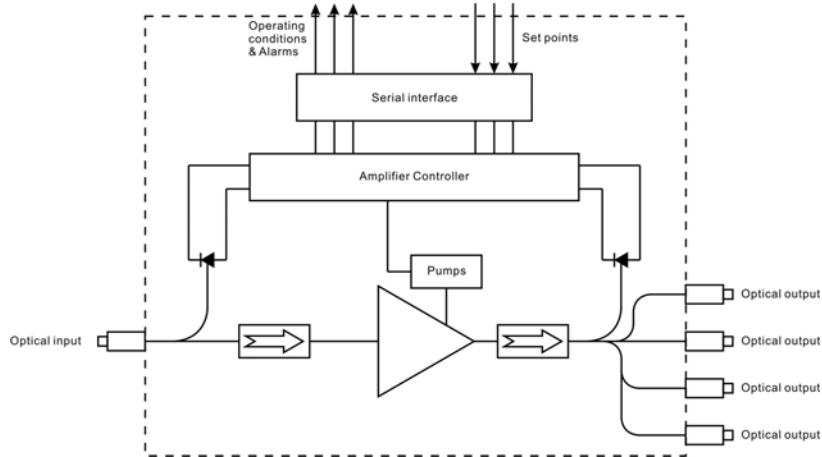 Operating
conditions
& Alarms
Set points
Serial interface
Amplifier Controller
Pumps
Optical input
Optical output
Optical output
Optical output
Optical output